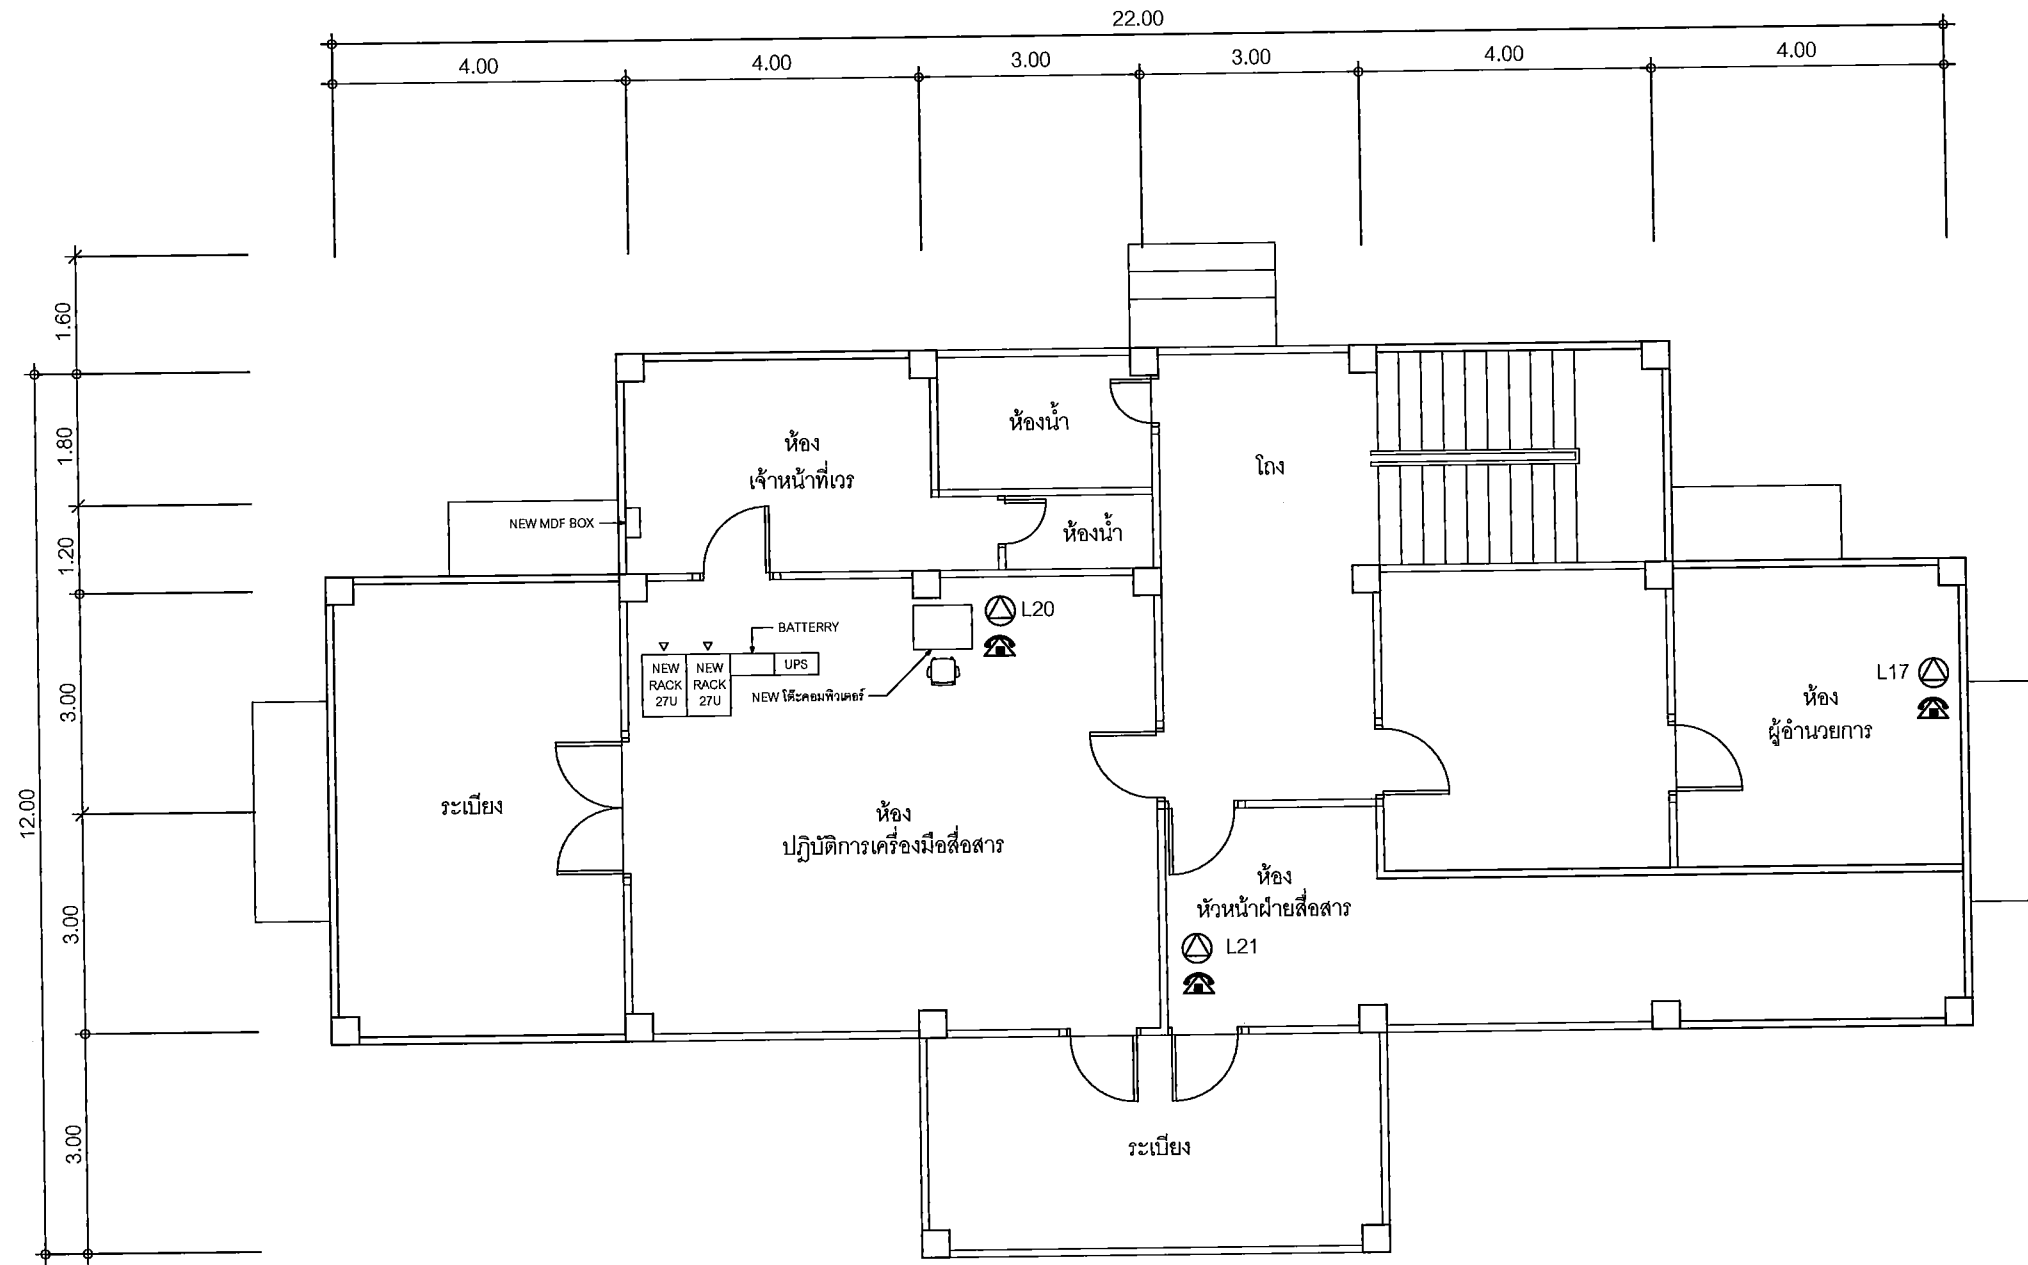 22.00
4.00
4.00
3.00
3.00
4.00
4.00
1.60
1.80
1.20
3.00
3.00
3.00
12.00
ห้อง
เจ้าหน้าที่เวร
ห้องน้ำ
ห้องน้ำ
โถง
NEW MDF BOX
BATTERRY
NEW
RACK
27U
NEW
RACK
27U
UPS
NEW โต๊ะคอมพิวเตอร์
L20
L17
ห้อง
ผู้อำนวยการ
ระเบียง
ห้อง
ปฏิบัติการเครื่องมือสื่อสาร
ห้อง
หัวหน้าฝ่ายสื่อสาร
L21
ระเบียง